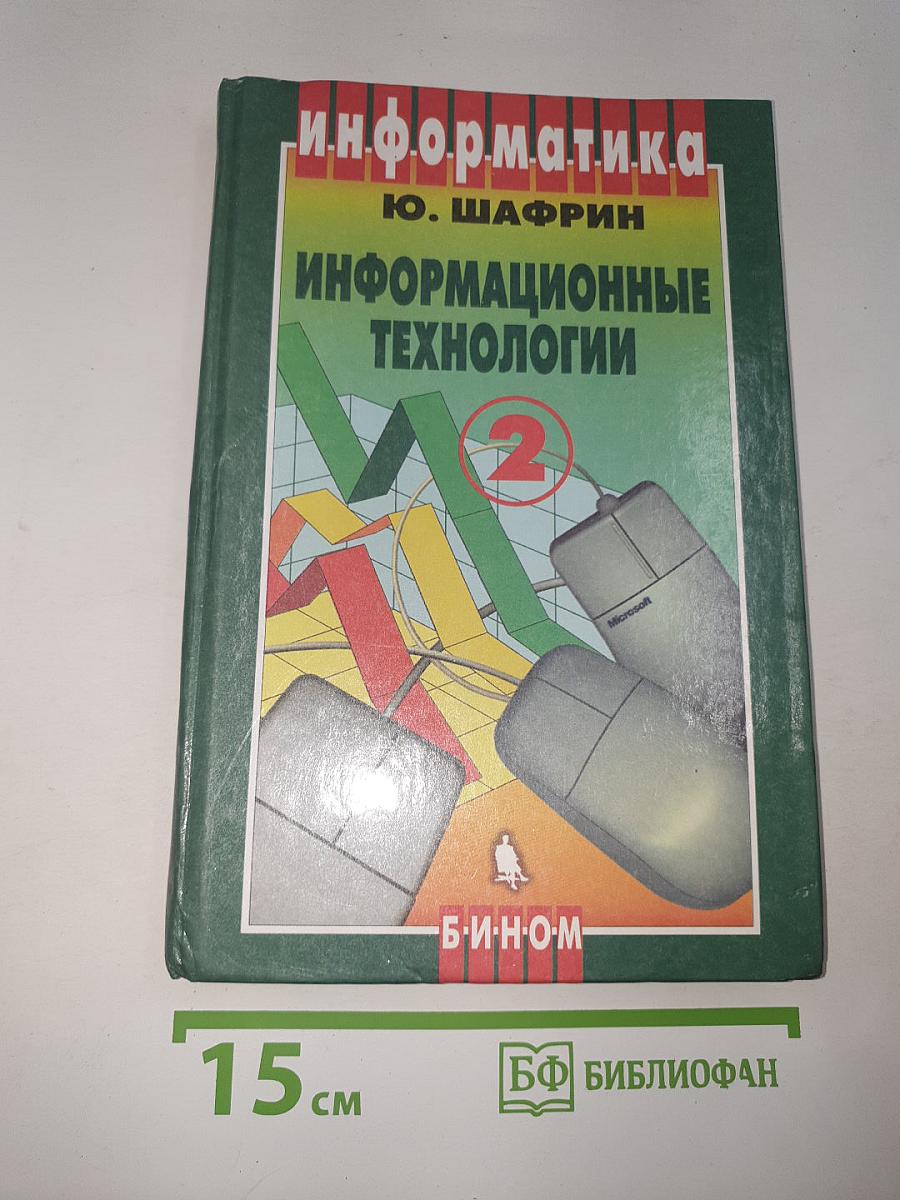 информатика
Ю. ШАФРИН
ИНФОРМАЦИОННЫЕ
ТЕХНОЛОГИИ
2
Microsoft
БИНОМ
15 см
БФ БИБЛИОФАН